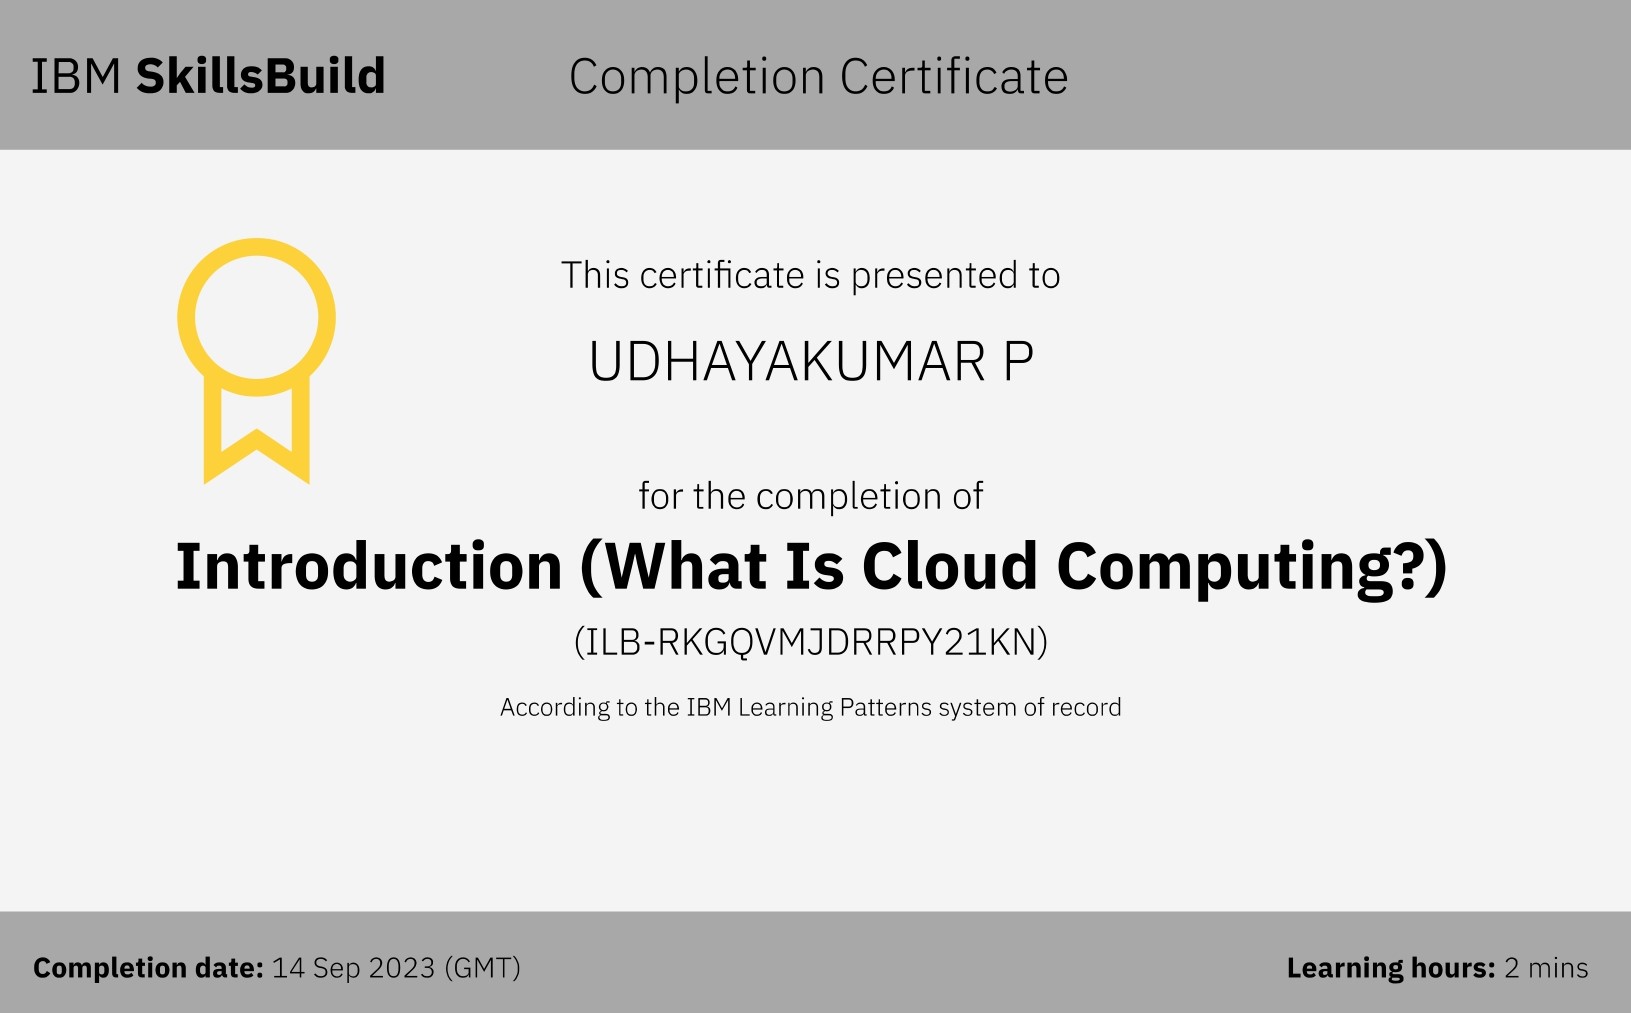 IBM SkillsBuild
Completion Certificate
This certificate is presented to
UDHAYAKUMAR P
for the completion of
Introduction (What Is Cloud Computing?)
(ILB-RKGQVMJDRRPY21KN)
According to the IBM Learning Patterns system of record
Completion date: 14 Sep 2023 (GMT)
Learning hours: 2 mins